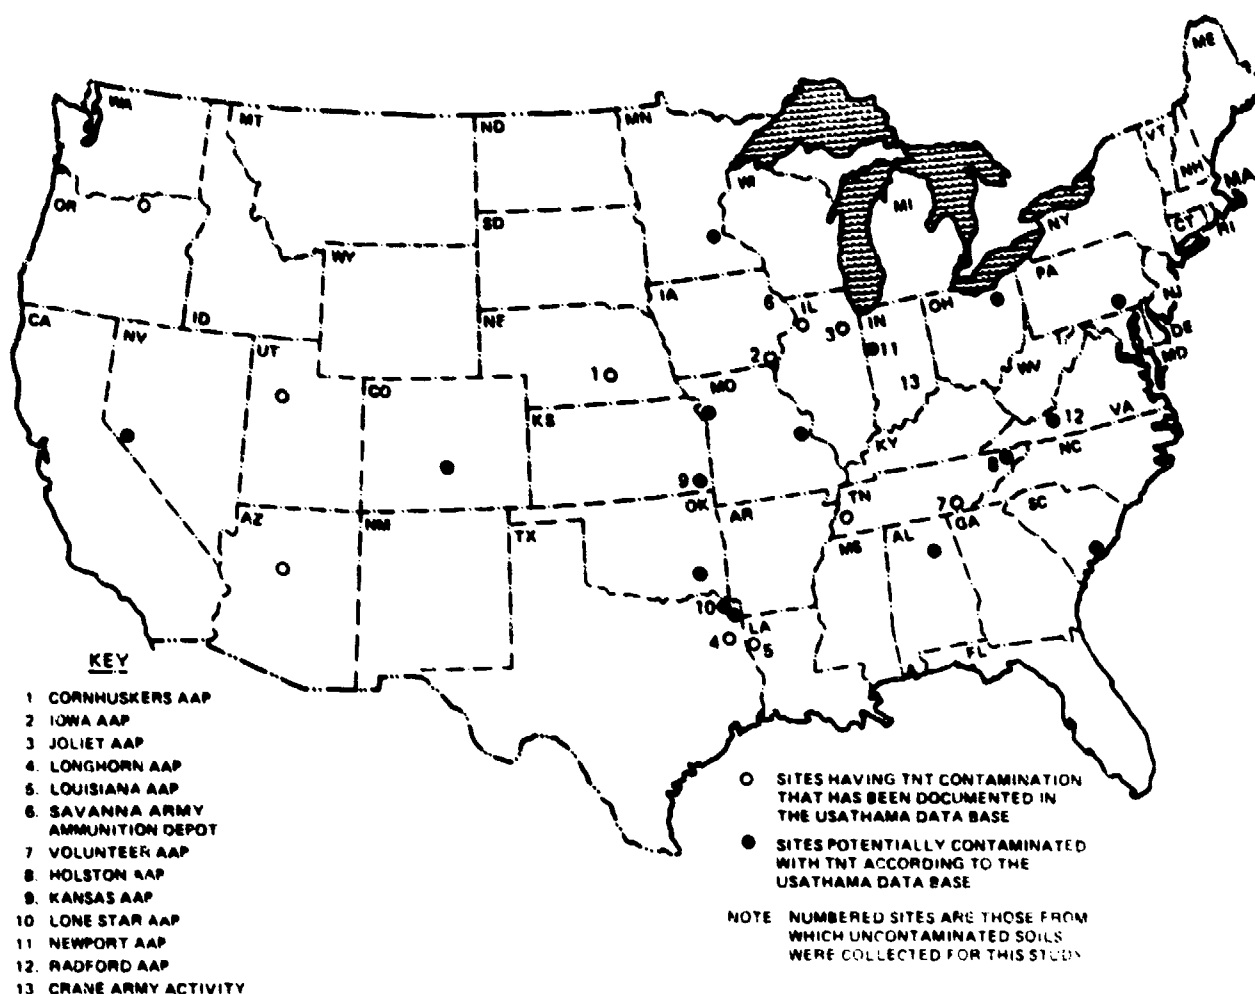 WA
MT
ND
MN
ME
VT
NH
MA
CT
RI
NY
OR
SD
WI
MI
WY
IA
PA
NJ
CA
NV
ID
UT
NE
6
IL
3
IN
11
OH
DE
MD
WV
2
13
1
CO
MO
KS
KY
12
VA
NC
8
9
OK
AR
TN
7
GA
SC
AZ
NM
TX
MS
AL
10
LA
4
5
FL
KEY
1 CORNHUSKERS AAP
2 IOWA AAP
3 JOLIET AAP
4. LONGHORN AAP
5. LOUISIANA AAP
6. SAVANNA ARMY
AMMUNITION DEPOT
7 VOLUNTEER AAP
8. HOLSTON AAP
9. KANSAS AAP
10 LONE STAR AAP
11 NEWPORT AAP
12. RADFORD AAP
13 CRANE ARMY ACTIVITY
SITES HAVING TNT CONTAMINATION
THAT HAS BEEN DOCUMENTED IN
THE USATHAMA DATA BASE
SITES POTENTIALLY CONTAMINATED
WITH TNT ACCORDING TO THE
USATHAMA DATA BASE
NOTE NUMBERED SITES ARE THOSE FROM
WHICH UNCONTAMINATED SOILS
WERE COLLECTED FOR THIS STUDY